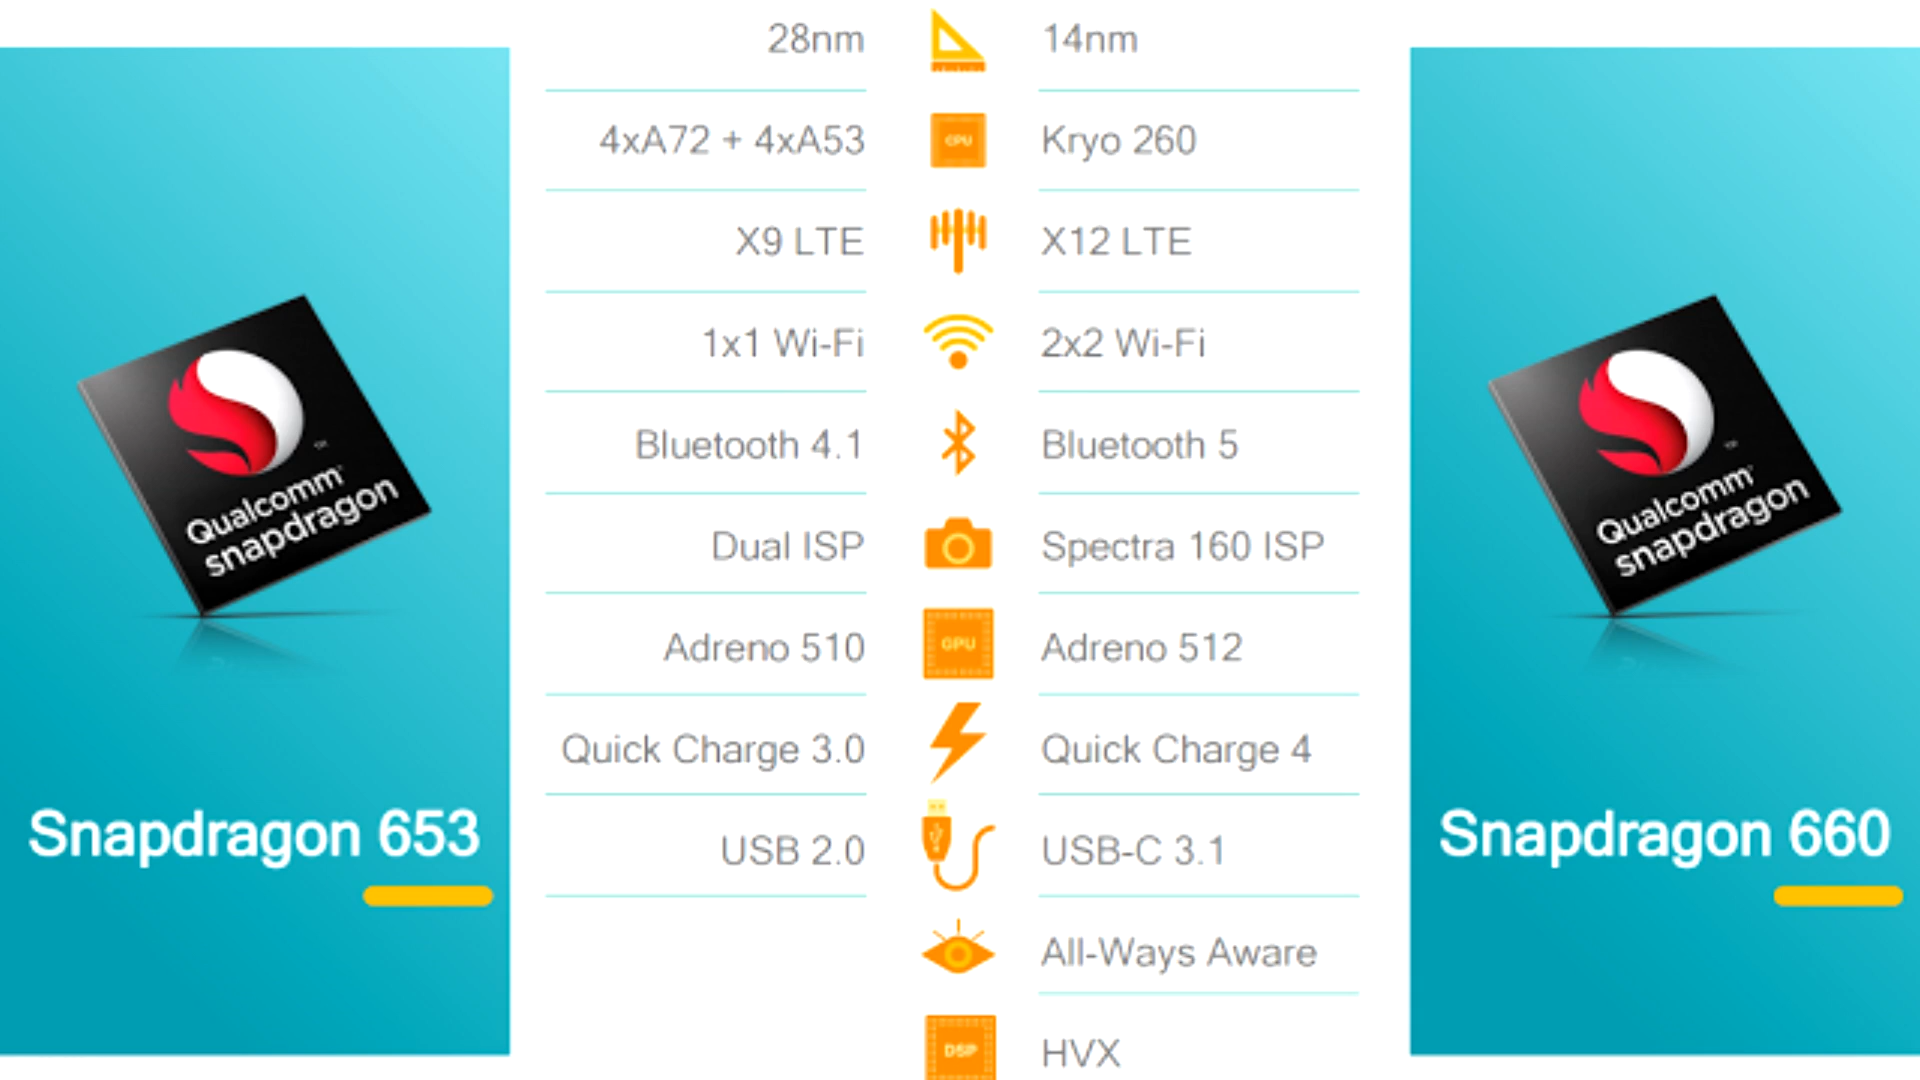 28nm 14nm
4xA72 + 4xA53 CPU Kryo 260
X9 LTE X12 LTE
1x1 Wi-Fi 2x2 Wi-Fi
Bluetooth 4.1 Bluetooth 5
Dual ISP Spectra 160 ISP
Adreno 510 GPU Adreno 512
Quick Charge 3.0 Quick Charge 4
USB 2.0 USB-C 3.1
All-Ways Aware
DSP HVX
™
Qualcomm
snapdragon
Snapdragon 653
™
Qualcomm
snapdragon
Snapdragon 660